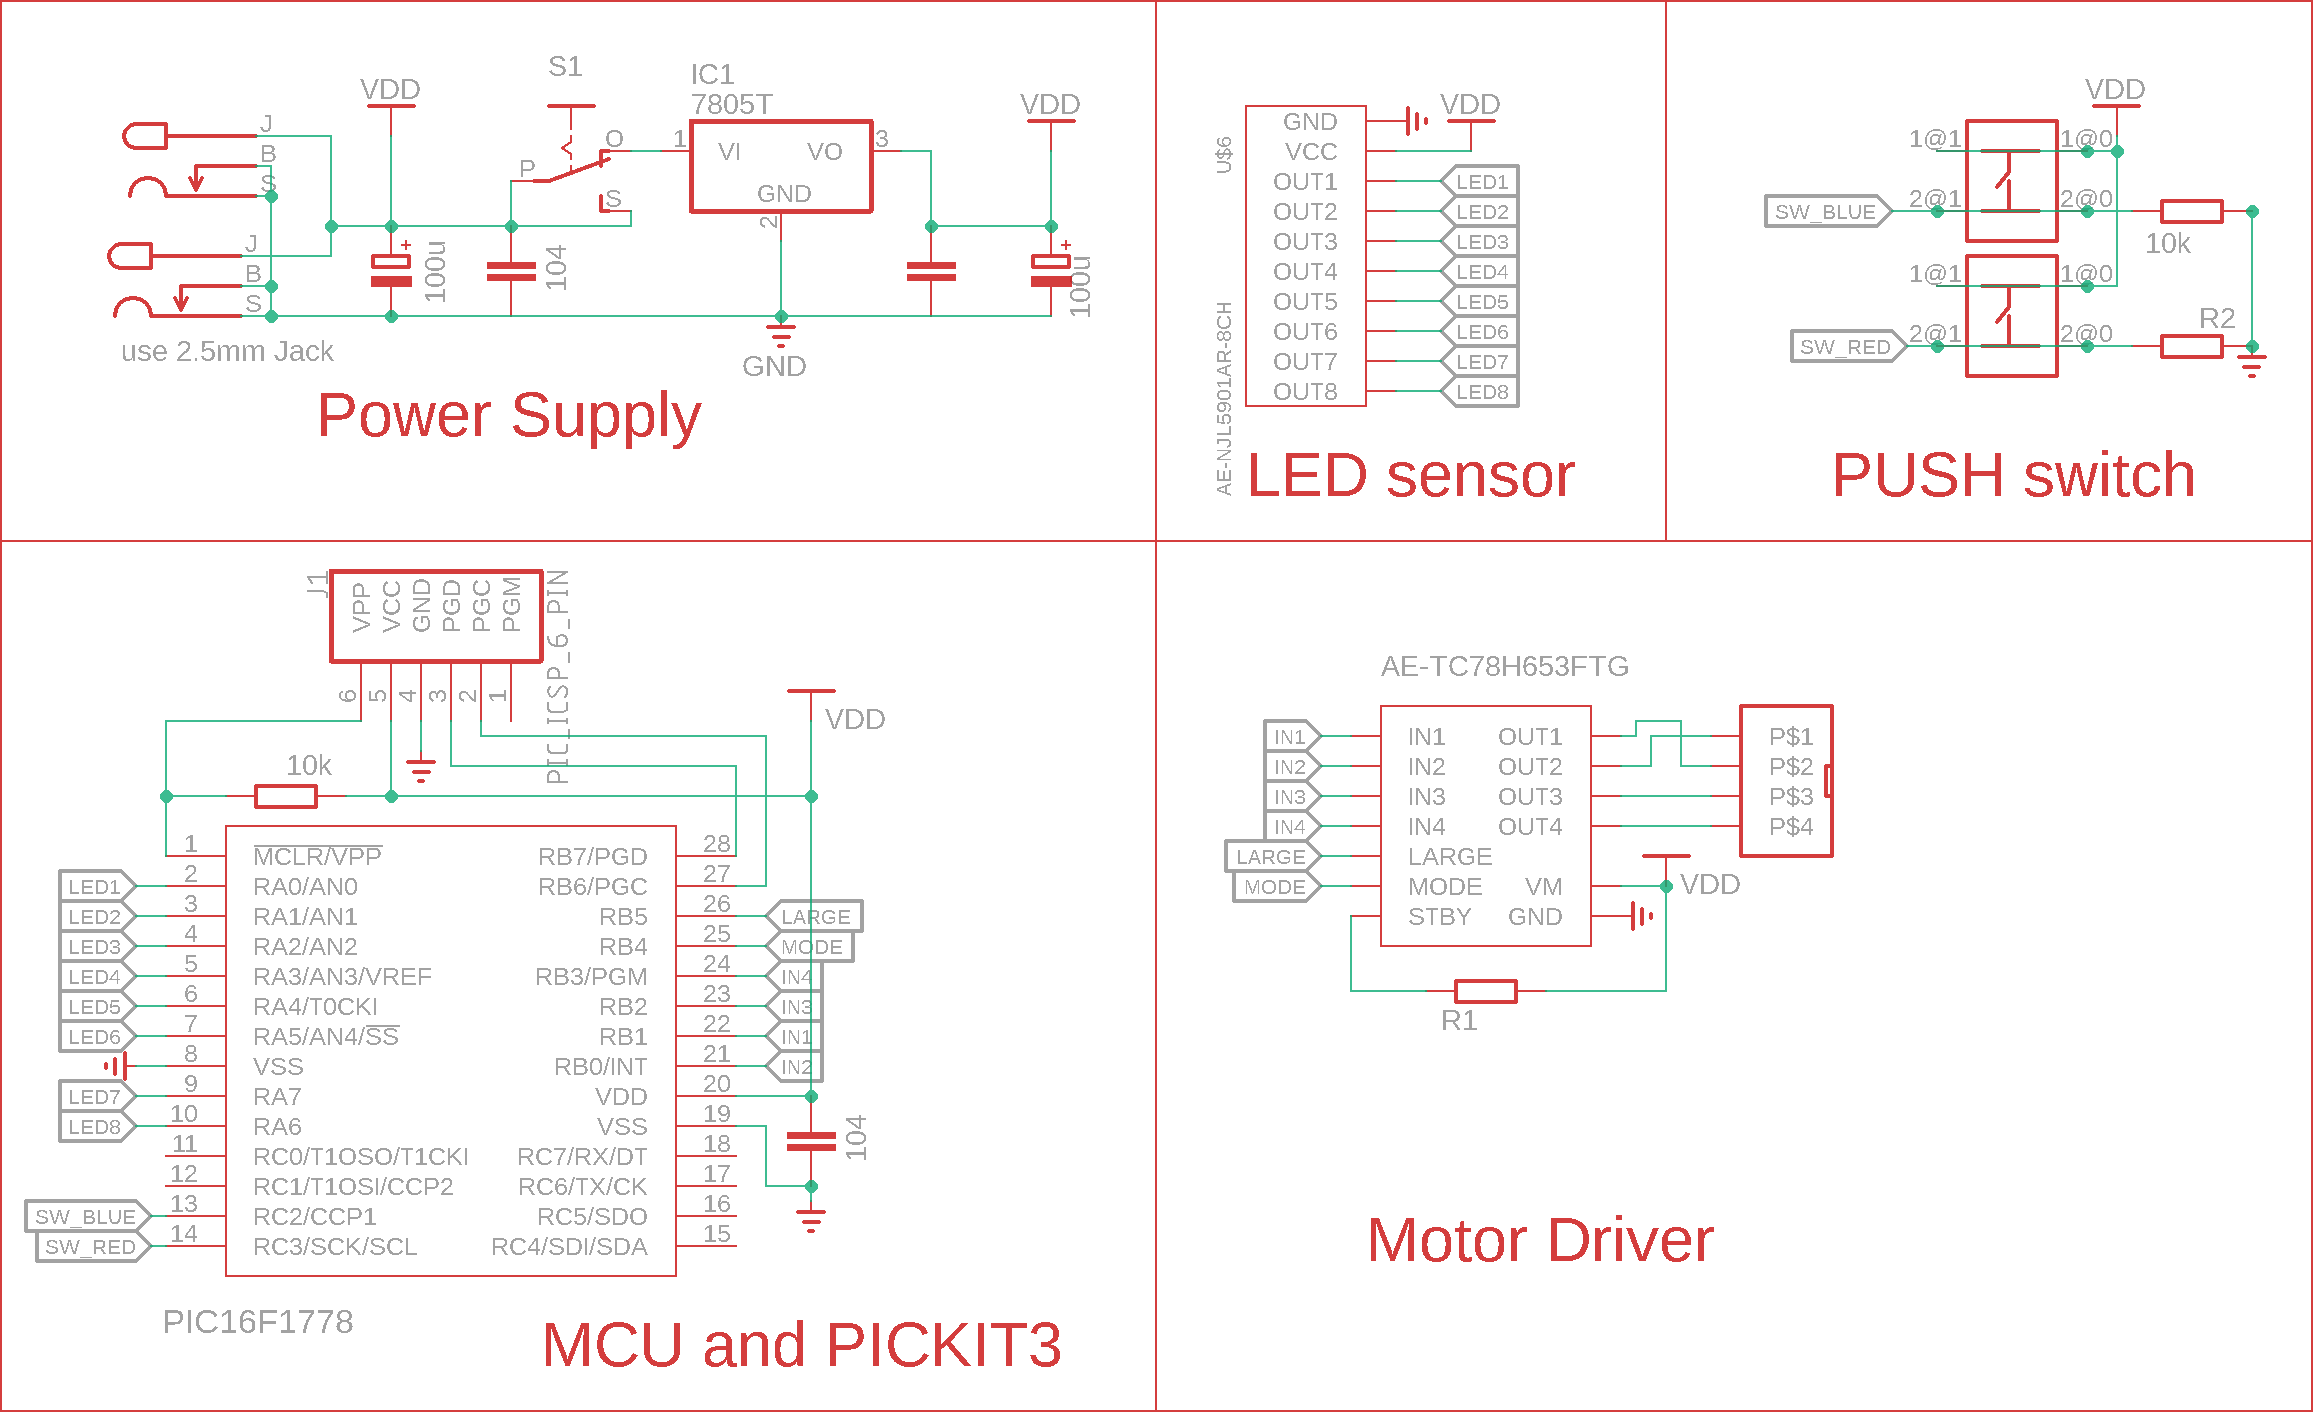 VDD
S1
IC1
7805T
J
B
S
P
O
S
1
VI
VO
3
GND
2
VDD
J
B
S
+
100u
104
+
100u
GND
use 2.5mm Jack
Power Supply
U$6
AE-NJL5901AR-8CH
GND
VCC
OUT1
OUT2
OUT3
OUT4
OUT5
OUT6
OUT7
OUT8
VDD
LED1
LED2
LED3
LED4
LED5
LED6
LED7
LED8
LED sensor
VDD
1@1
1@0
SW_BLUE
2@1
2@0
10k
1@1
1@0
SW_RED
2@1
2@0
R2
PUSH switch
J1
VPP
VCC
GND
PGD
PGC
PGM
PIC_ICSP_6_PIN
6
5
4
3
2
1
VDD
10k
1
MCLR/VPP
RB7/PGD
28
LED1
2
RA0/AN0
RB6/PGC
27
LED2
3
RA1/AN1
RB5
26
LARGE
LED3
4
RA2/AN2
RB4
25
MODE
LED4
5
RA3/AN3/VREF
RB3/PGM
24
IN4
LED5
6
RA4/T0CKI
RB2
23
IN3
LED6
7
RA5/AN4/SS
RB1
22
IN1
8
VSS
RB0/INT
21
IN2
LED7
9
RA7
VDD
20
LED8
10
RA6
VSS
19
104
11
RC0/T1OSO/T1CKI
RC7/RX/DT
18
12
RC1/T1OSI/CCP2
RC6/TX/CK
17
SW_BLUE
13
RC2/CCP1
RC5/SDO
16
SW_RED
14
RC3/SCK/SCL
RC4/SDI/SDA
15
PIC16F1778
MCU and PICKIT3
AE-TC78H653FTG
IN1
IN1
OUT1
P$1
IN2
IN2
OUT2
P$2
IN3
IN3
OUT3
P$3
IN4
IN4
OUT4
P$4
LARGE
LARGE
MODE
MODE
VM
VDD
STBY
GND
R1
Motor Driver